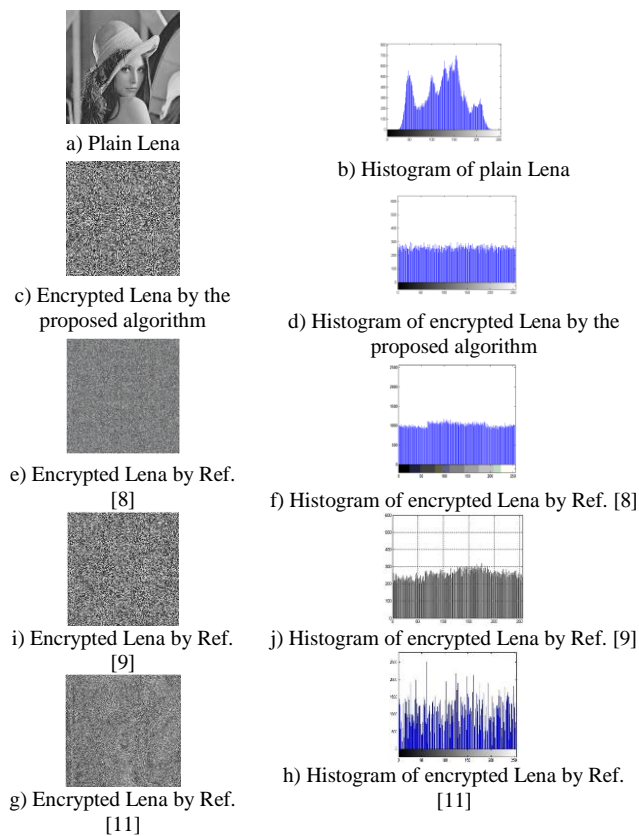 a) Plain Lena
b) Histogram of plain Lena
c) Encrypted Lena by the
proposed algorithm
d) Histogram of encrypted Lena by the
proposed algorithm
e) Encrypted Lena by Ref.
[8]
f) Histogram of encrypted Lena by Ref. [8]
i) Encrypted Lena by Ref.
[9]
j) Histogram of encrypted Lena by Ref. [9]
g) Encrypted Lena by Ref.
[11]
h) Histogram of encrypted Lena by Ref.
[11]